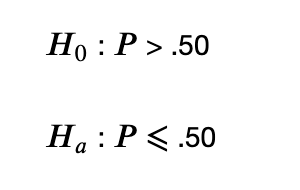 H₀ : P > .50
Hₐ : P ⩽ .50